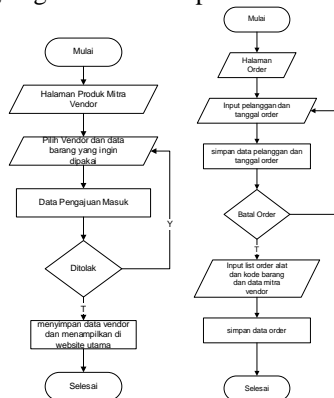 Mulai
Halaman Produk Mitra
Vendor
Pilih Vendor dan data
barang yang ingin
dipakai
Data Pengajuan Masuk
Y
Ditolak
T
menyimpan data vendor
dan menampilkan di
website utama
Selesai
Mulai
Halaman
Order
Input pelanggan dan
tanggal order
simpan data pelanggan dan
tanggal order
Batal Order
T
Input list order alat
dan kode barang
dan data mitra
vendor
simpan data order
Selesai